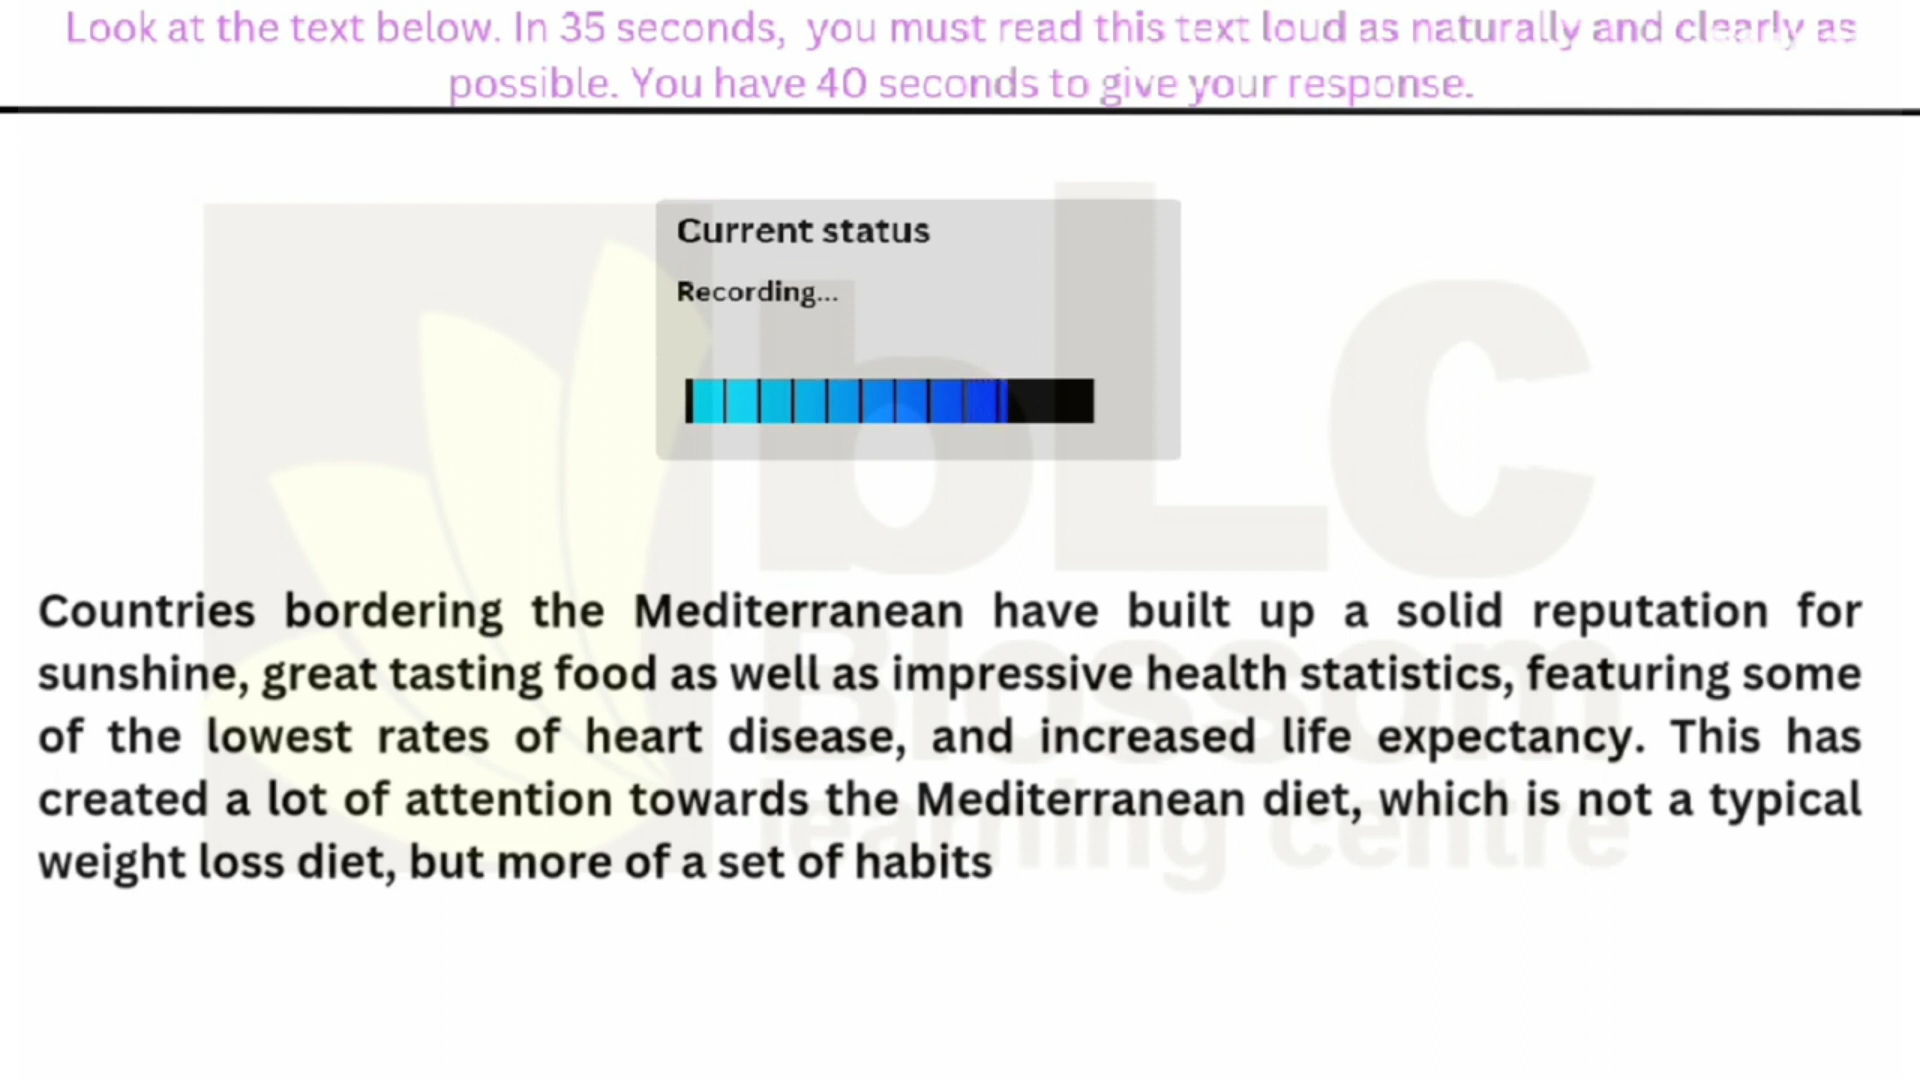 Look at the text below. In 35 seconds, you must read this text loud as naturally and clearly as
possible. You have 40 seconds to give your response.
Current status
Recording...
bLc
Blossom
learning centre
Countries bordering the Mediterranean have built up a solid reputation for
sunshine, great tasting food as well as impressive health statistics, featuring some
of the lowest rates of heart disease, and increased life expectancy. This has
created a lot of attention towards the Mediterranean diet, which is not a typical
weight loss diet, but more of a set of habits